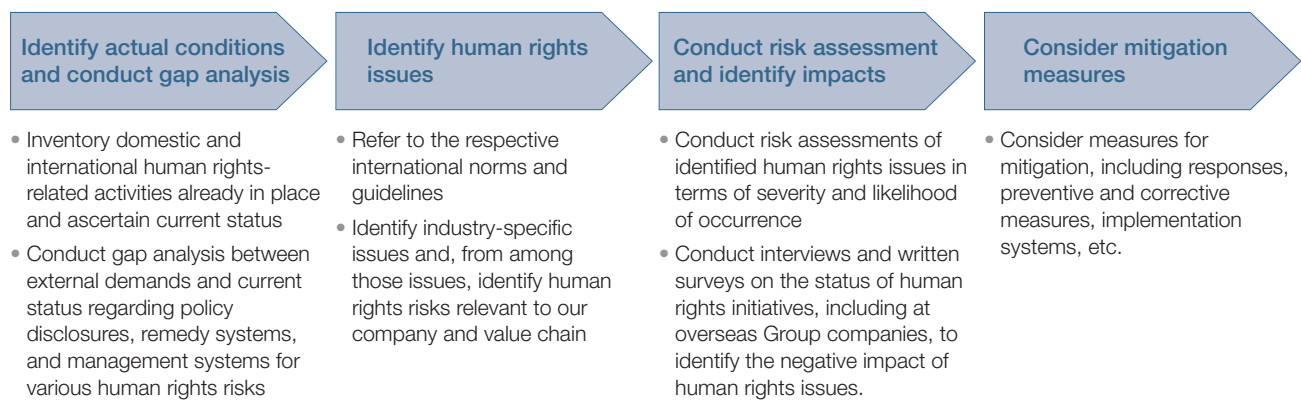 Identify actual conditions
and conduct gap analysis
• Inventory domestic and
international human rights-
related activities already in place
and ascertain current status
• Conduct gap analysis between
external demands and current
status regarding policy
disclosures, remedy systems,
and management systems for
various human rights risks
Identify human rights
issues
• Refer to the respective
international norms and
guidelines
• Identify industry-specific
issues and, from among
those issues, identify human
rights risks relevant to our
company and value chain
Conduct risk assessment
and identify impacts
• Conduct risk assessments of
identified human rights issues in
terms of severity and likelihood
of occurrence
• Conduct interviews and written
surveys on the status of human
rights initiatives, including at
overseas Group companies, to
identify the negative impact of
human rights issues.
Consider mitigation
measures
• Consider measures for
mitigation, including responses,
preventive and corrective
measures, implementation
systems, etc.